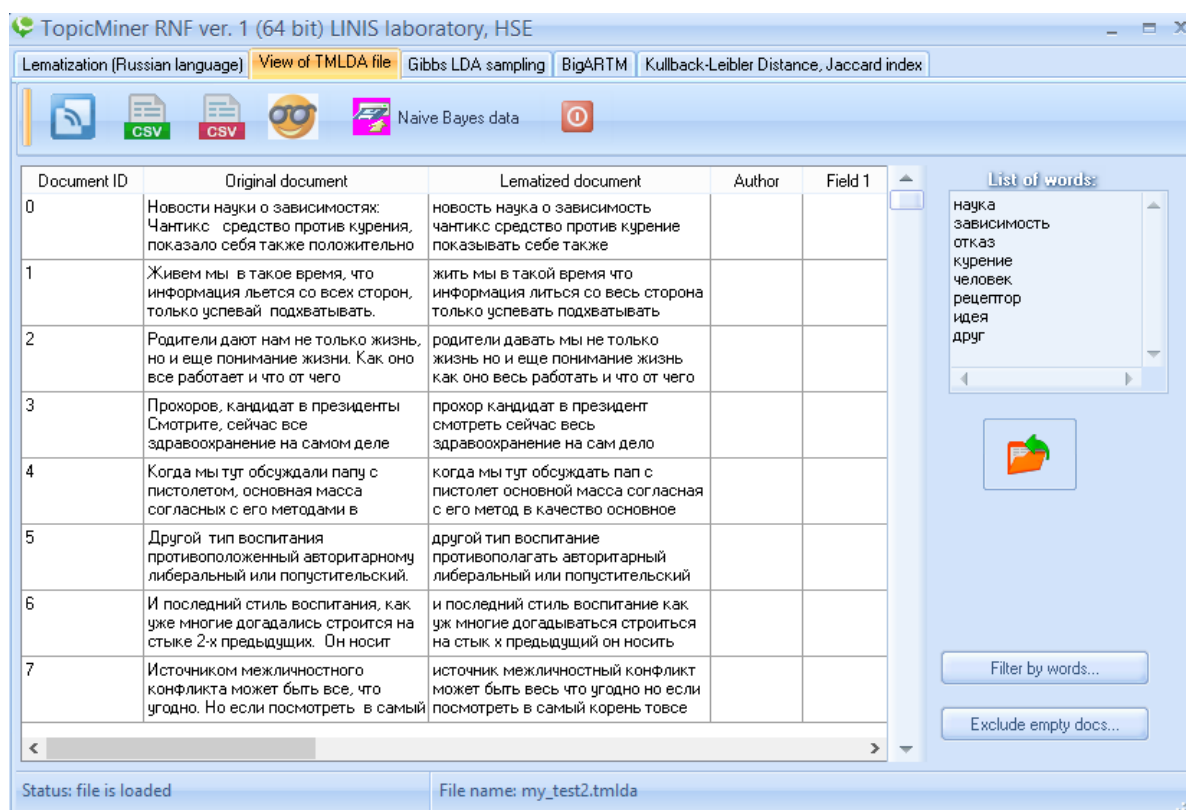 TopicMiner RNF ver. 1 (64 bit) LINIS laboratory, HSE
Lematization (Russian language) View of TMLDA file Gibbs LDA sampling BigARTM Kullback-Leibler Distance, Jaccard index
CSV CSV Naive Bayes data
Document ID Original document Lematized document Author Field 1
0
Новости науки о зависимостях:
Чантикс средство против курения,
показало себя также положительно
новость наука о зависимость
чантикс средство против курение
показывать себе также
1
Живем мы в такое время, что
информация льется со всех сторон,
только успевай подхватывать.
жить мы в такой время что
информация литься со весь сторона
только успевать подхватывать
2
Родители дают нам не только жизнь,
но и еще понимание жизни. Как оно
все работает и что от чего
родители давать мы не только
жизнь но и еще понимание жизнь
как оно весь работать и что от чего
3
Прохоров, кандидат в президенты
Смотрите, сейчас все
здравоохранение на самом деле
прохор кандидат в президент
смотреть сейчас весь
здравоохранение на сам дело
4
Когда мы тут обсуждали папу с
пистолетом, основная масса
согласных с его методами в
когда мы тут обсуждать пап с
пистолет основной масса согласная
с его метод в качество основное
5
Другой тип воспитания
противоположенный авторитарному
либеральный или попустительский.
другой тип воспитание
противополагать авторитарный
либеральный или попустительский
6
И последний стиль воспитания, как
уже многие догадались строится на
стыке 2-х предыдущих. Он носит
и последний стиль воспитание как
уж многие догадываться строиться
на стык х предыдущий он носить
7
Источником межличностного
конфликта может быть все, что
угодно. Но если посмотреть в самый
источник межличностный конфликт
может быть весь что угодно но если
посмотреть в самый корень товсе
List of words:
наука
зависимость
отказ
курение
человек
рецептор
идея
друг
Filter by words...
Exclude empty docs...
Status: file is loaded File name: my_test2.tmlda